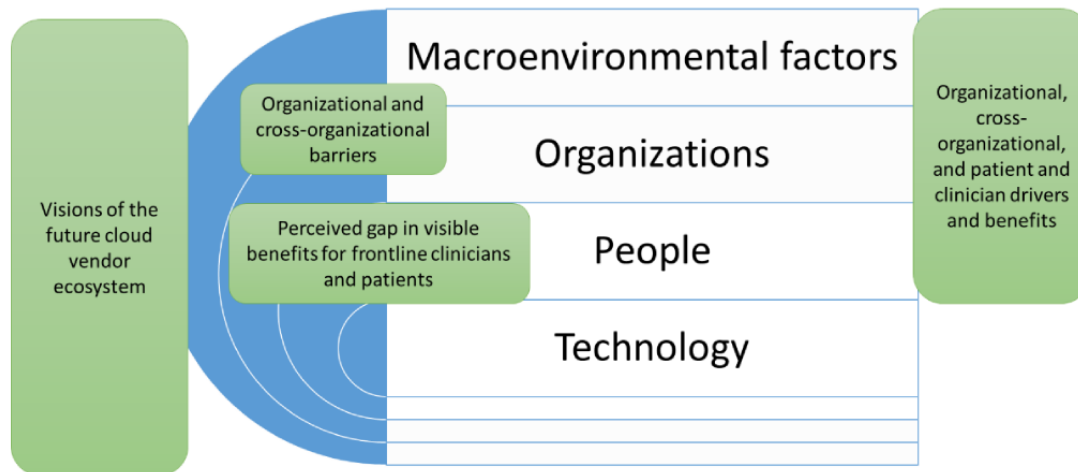 Visions of the
future cloud
vendor
ecosystem
Organizational and
cross-organizational
barriers
Perceived gap in visible
benefits for frontline clinicians
and patients
Macroenvironmental factors
Organizations
People
Technology
Organizational,
cross-
organizational,
and patient and
clinician drivers
and benefits